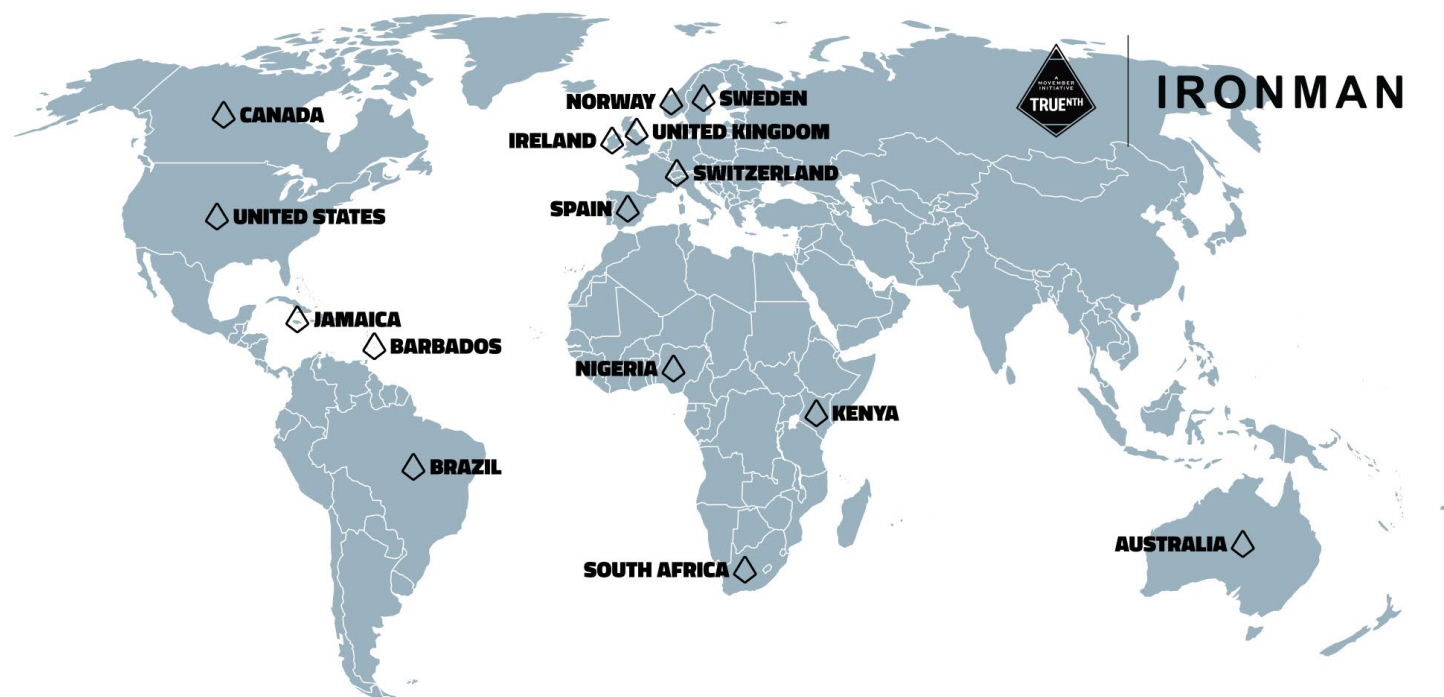 A
MOVEMBER
INITIATIVE
TRUENTH
IRONMAN
CANADA
NORWAY
SWEDEN
IRELAND
UNITED KINGDOM
SWITZERLAND
UNITED STATES
SPAIN
JAMAICA
BARBADOS
NIGERIA
KENYA
BRAZIL
AUSTRALIA
SOUTH AFRICA